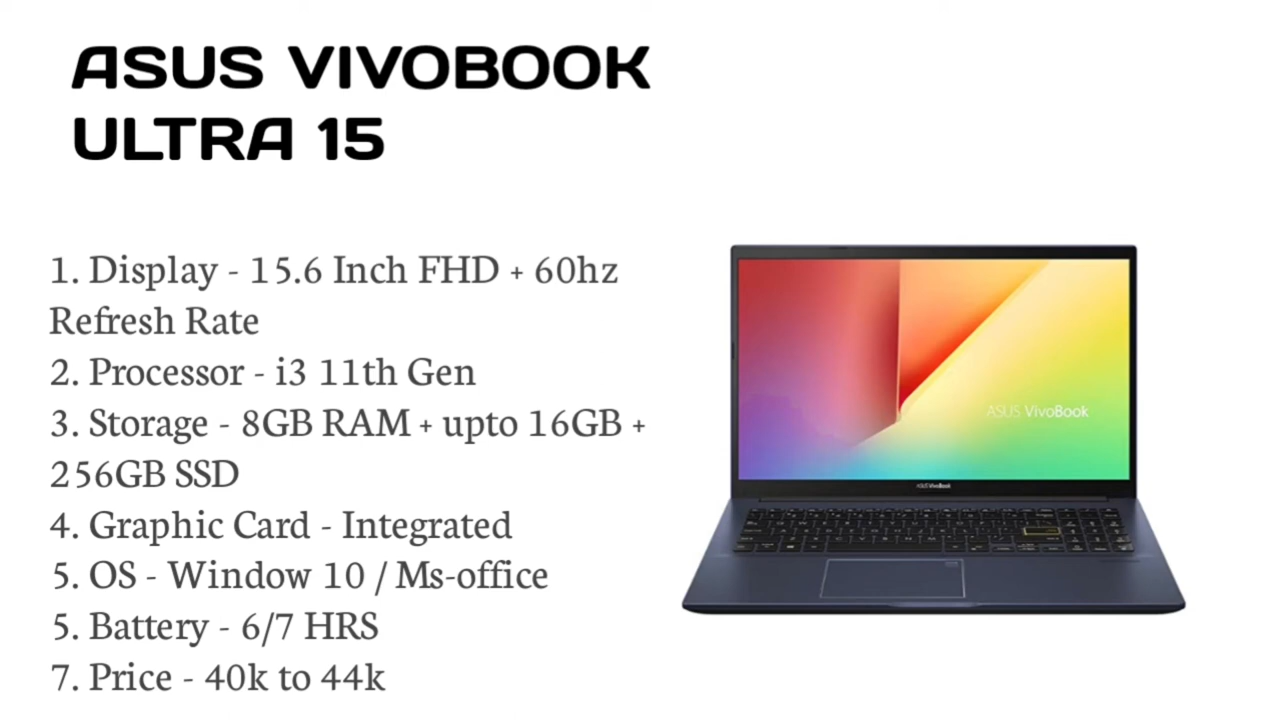 ASUS VIVOBOOK
ULTRA 15
1. Display - 15.6 Inch FHD + 60hz
Refresh Rate
2. Processor - i3 11th Gen
3. Storage - 8GB RAM + upto 16GB +
256GB SSD
4. Graphic Card - Integrated
5. OS - Window 10 / Ms-office
5. Battery - 6/7 HRS
7. Price - 40k to 44k
ASUS VivoBook
ASUS VivoBook